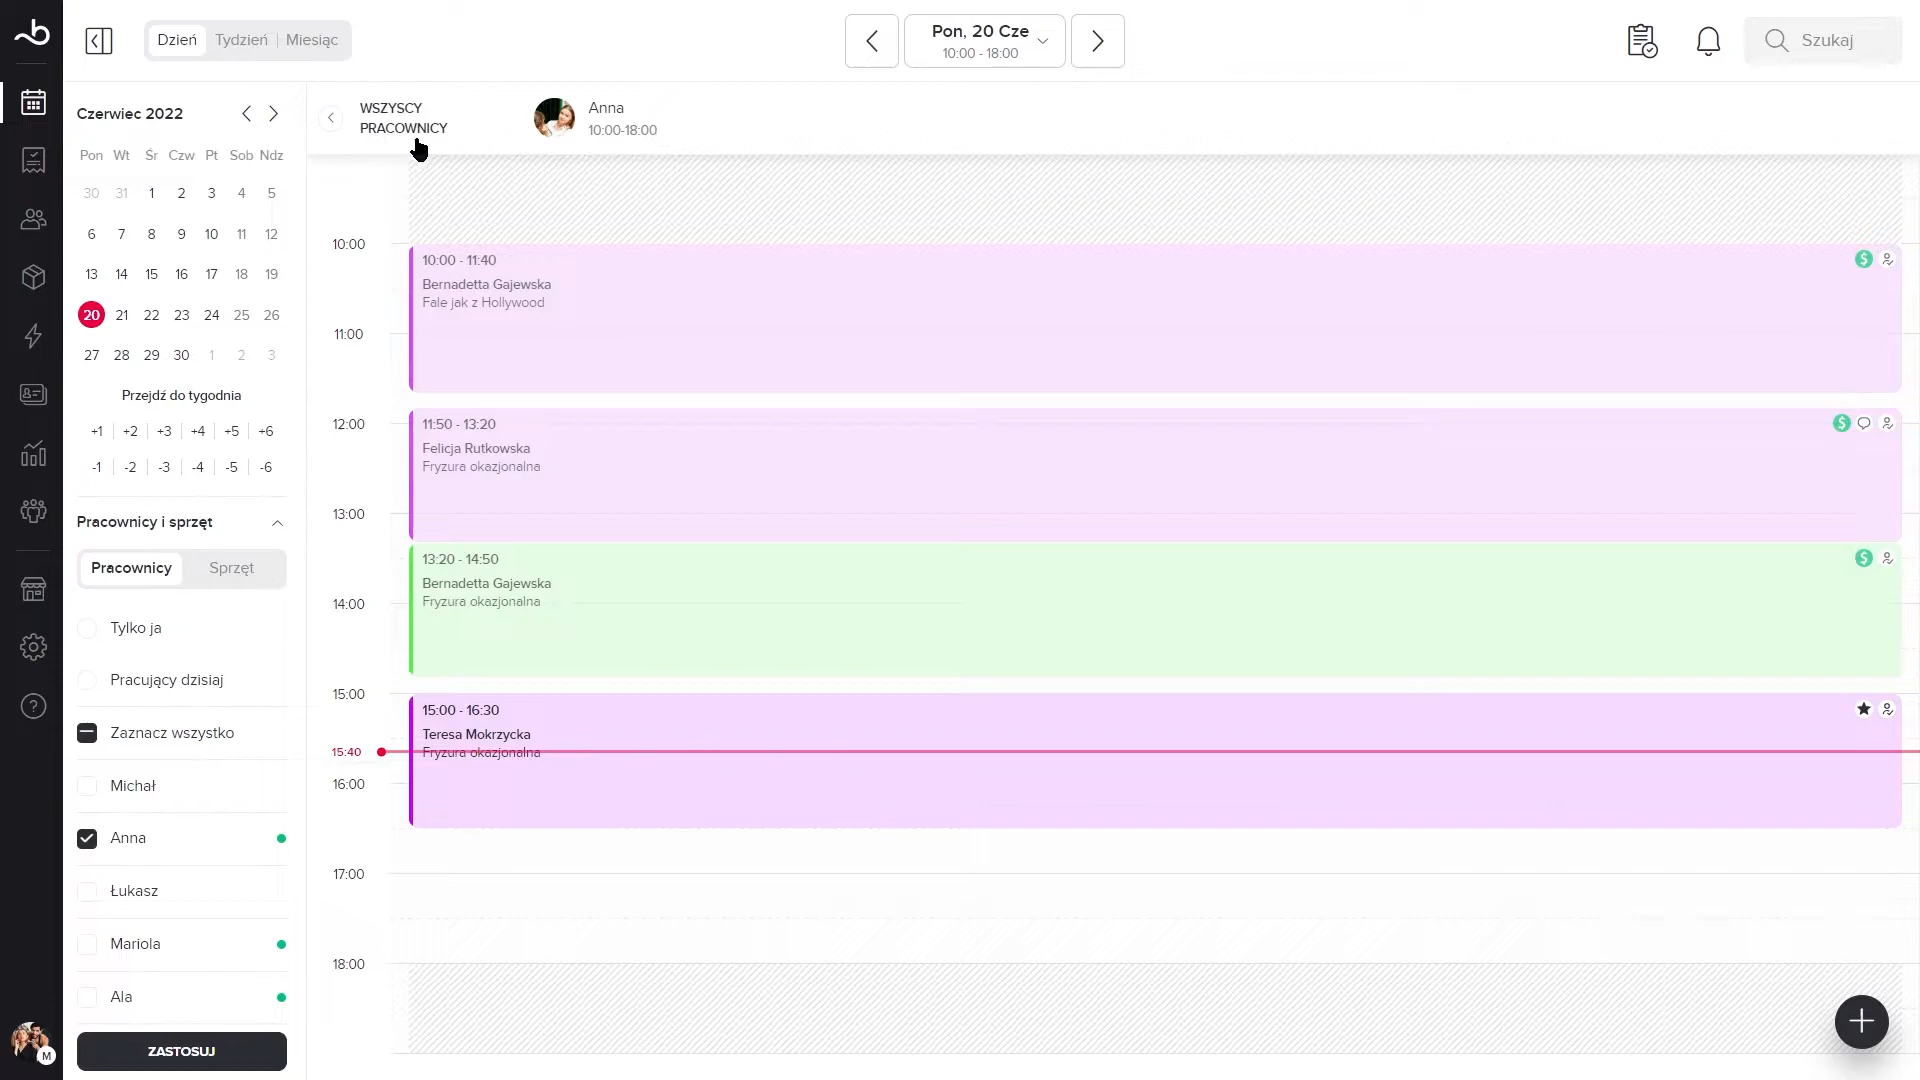 Dzień
Tydzień
Miesiąc
Pon, 20 Cze
10:00 - 18:00
Szukaj
Czerwiec 2022
Pon Wt Śr Czw Pt Sob Ndz
30 31 1 2 3 4 5
6 7 8 9 10 11 12
13 14 15 16 17 18 19
20 21 22 23 24 25 26
27 28 29 30 1 2 3
Przejdź do tygodnia
+1 +2 +3 +4 +5 +6
-1 -2 -3 -4 -5 -6
Pracownicy i sprzęt
Pracownicy
Sprzęt
Tylko ja
Pracujący dzisiaj
Zaznacz wszystko
Michał
Anna
Łukasz
Mariola
Ala
ZASTOSUJ
M
WSZYSCY
PRACOWNICY
Anna
10:00-18:00
10:00
10:00 - 11:40
Bernadetta Gajewska
Fale jak z Hollywood
11:00
12:00
11:50 - 13:20
Felicja Rutkowska
Fryzura okazjonalna
13:00
13:20 - 14:50
Bernadetta Gajewska
Fryzura okazjonalna
14:00
15:00
15:00 - 16:30
Teresa Mokrzycka
Fryzura okazjonalna
15:40
16:00
17:00
18:00